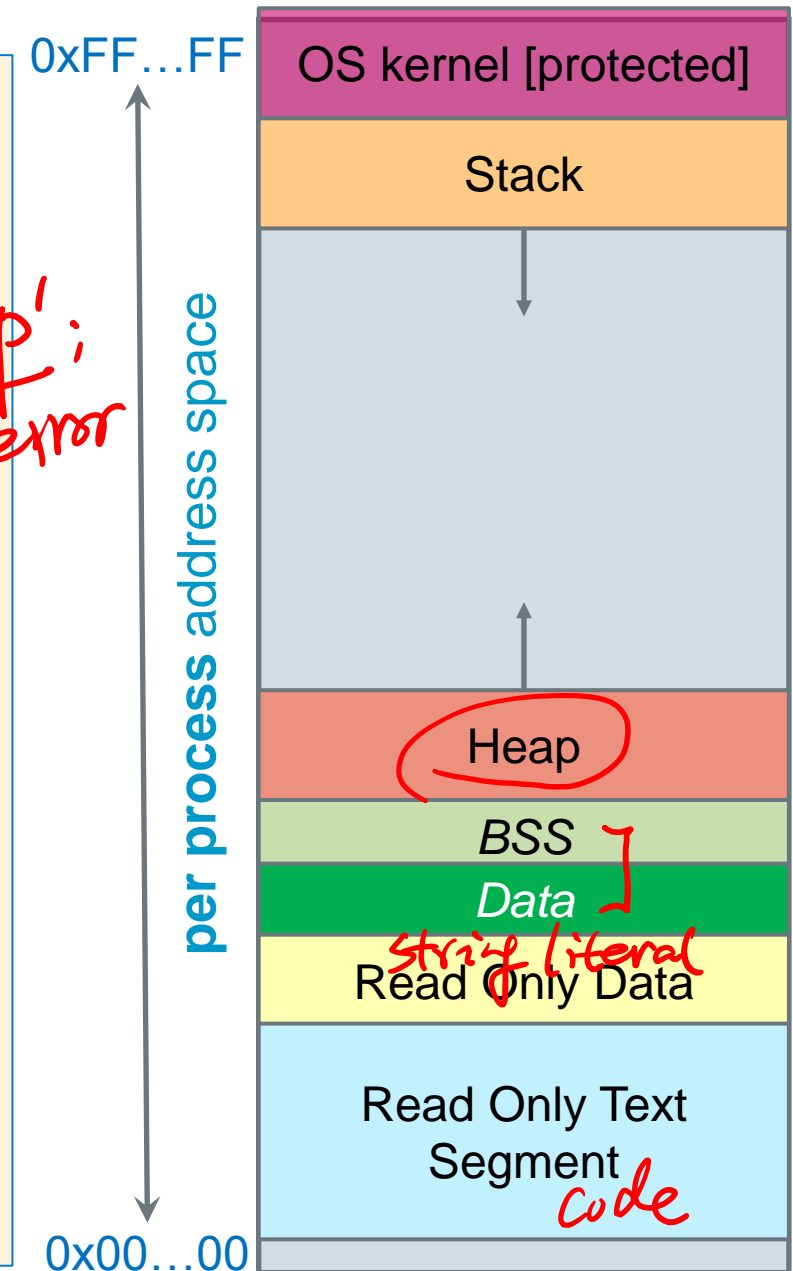 0xFF…FF
OS kernel [protected]
Stack
p';
error
per process address space
Heap
BSS
Data
string literal
Read Only Data
Read Only Text
Segment
code
0x00…00